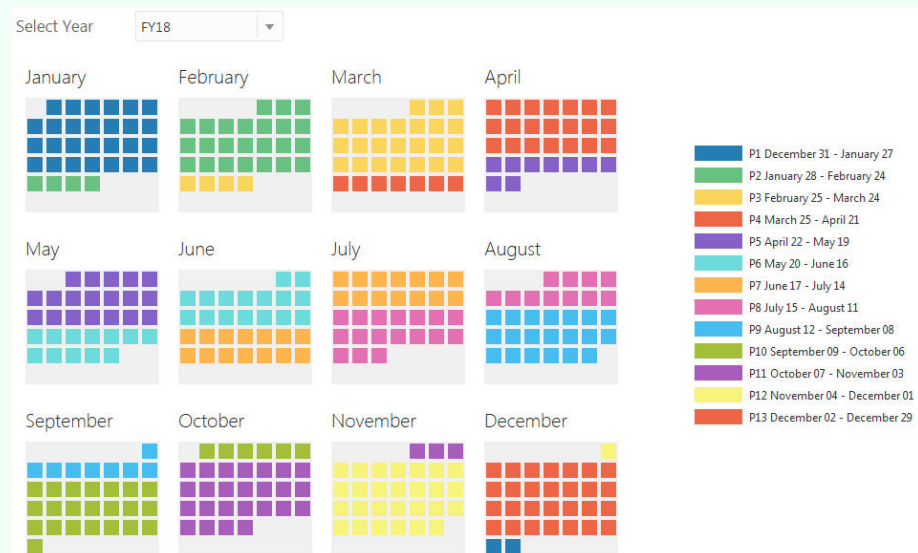 Select Year FY18
January February March April
May June July August
September October November December
P1 December 31 - January 27
P2 January 28 - February 24
P3 February 25 - March 24
P4 March 25 - April 21
P5 April 22 - May 19
P6 May 20 - June 16
P7 June 17 - July 14
P8 July 15 - August 11
P9 August 12 - September 08
P10 September 09 - October 06
P11 October 07 - November 03
P12 November 04 - December 01
P13 December 02 - December 29